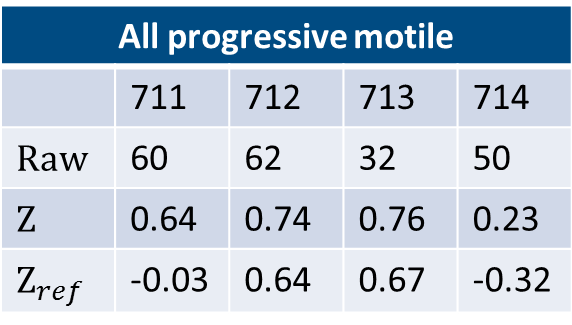 All progressive motile
711 712 713 714
Raw 60 62 32 50
Z 0.64 0.74 0.76 0.23
Z_ref -0.03 0.64 0.67 -0.32